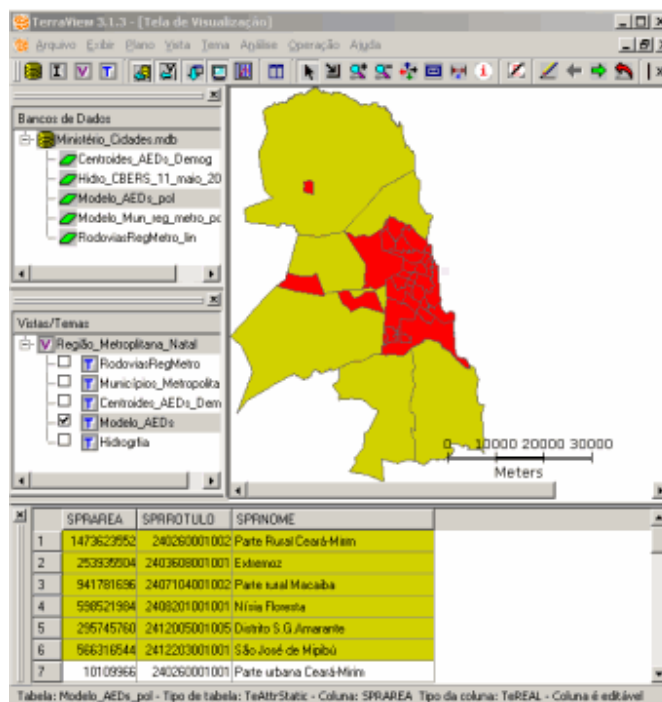 TerraView 3.1.3 - [Tela de Visualização]
Arquivo Exibir Plano Vista Tema Análise Operação Ajuda
Bancos de Dados
Ministério_Cidades.mdb
Centroides_AEDs_Demog
Hidro_CBERS_11_maio_20
Modelo_AEDs_pol
Modelo_Mun_reg_metro_po
RodoviasRegMetro_lin
Vistas/Temas
Região_Metroplitana_Natal
RodoviasRegMetro
Municípios_Metropolita
Centroides_AEDs_Dem
Modelo_AEDs
Hidrogfia
0 10000 20000 30000
Meters
SPRAREA SPRROTULO SPRNOME
1 1473623552 240260001002 Parte Rural Ceará-Mirim
2 253935504 2403608001001 Extremoz
3 941781696 2407104001002 Parte rural Macaíba
4 598521984 2408201001001 Nísia Floresta
5 295745760 2412005001005 Distrito S.G.Amarante
6 566316544 2412203001001 São José de Mipibú
7 10109966 240260001001 Parte urbana Ceará-Mirim
Tabela: Modelo_AEDs_pol - Tipo de tabela: TeAttrStatic - Coluna: SPRAREA Tipo da coluna: TeREAL - Coluna é editável